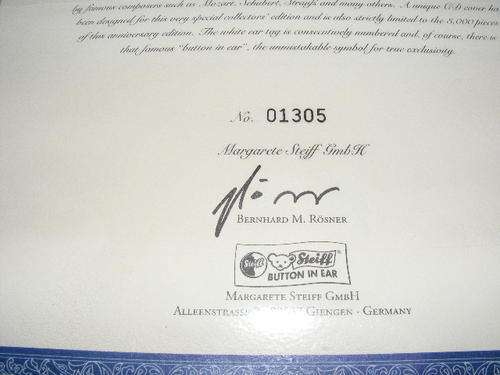 by famous composers such as Mozart, Schubert, Strauß and many others. A unique CD cover has
been designed for this very special collectors' edition and is also strictly limited to the 8,000 pieces
of this anniversary edition. The white ear tag is consecutively numbered and, of course, there is
that famous "button in ear", the unmistakable symbol for true exclusivity.
No. 01305
Margarete Steiff GmbH
BERNHARD M. RÖSNER
Steiff Steiff
BUTTON IN EAR
MARGARETE STEIFF GMBH
GIENGEN · GERMANY